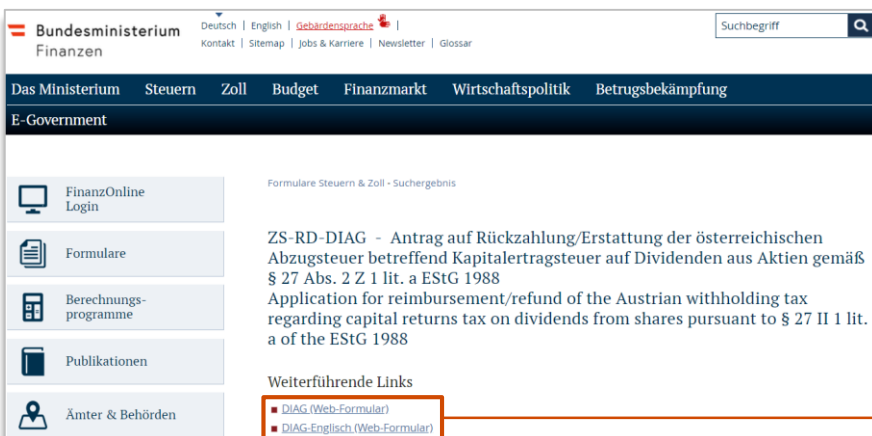 Bundesministerium
Finanzen
Deutsch | English | Gebärdensprache |
Kontakt | Sitemap | Jobs & Karriere | Newsletter | Glossar
Suchbegriff
Das Ministerium Steuern Zoll Budget Finanzmarkt Wirtschaftspolitik Betrugsbekämpfung
E-Government
FinanzOnline
Login
Formulare
Berechnungs-
programme
Publikationen
Ämter & Behörden
Formulare Steuern & Zoll - Suchergebnis
ZS-RD-DIAG - Antrag auf Rückzahlung/Erstattung der österreichischen
Abzugsteuer betreffend Kapitalertragsteuer auf Dividenden aus Aktien gemäß
§ 27 Abs. 2 Z 1 lit. a EStG 1988
Application for reimbursement/refund of the Austrian withholding tax
regarding capital returns tax on dividends from shares pursuant to § 27 II 1 lit.
a of the EStG 1988
Weiterführende Links
DIAG (Web-Formular)
DIAG-Englisch (Web-Formular)